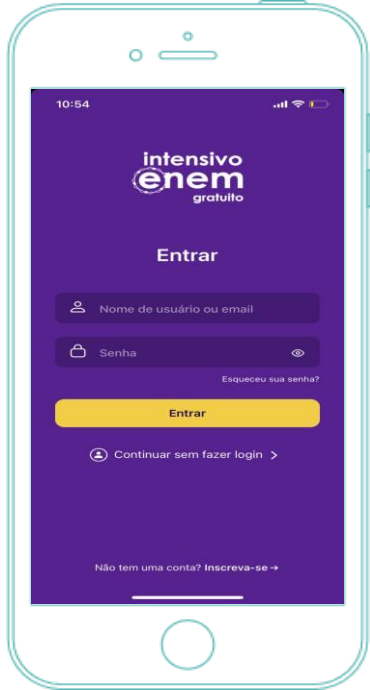 10:54
intensivo
enem
gratuito
Entrar
Nome de usuário ou email
Senha
Esqueceu sua senha?
Entrar
Continuar sem fazer login >
Não tem uma conta? Inscreva-se →